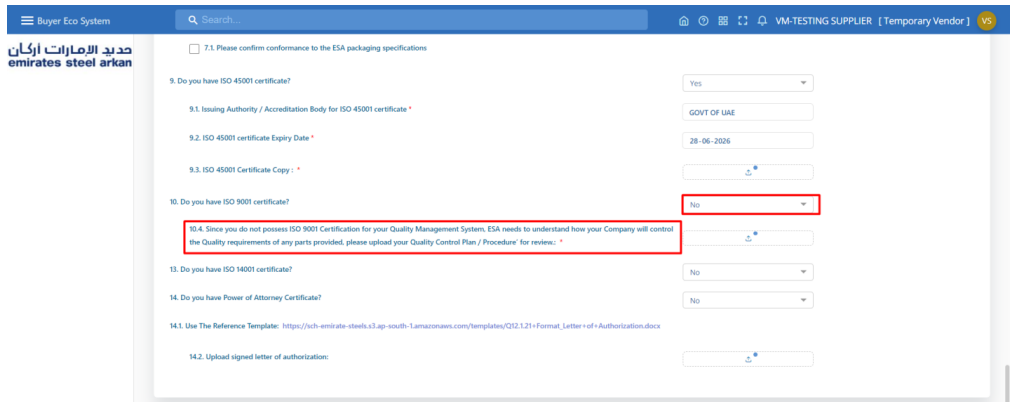 Buyer Eco System
Search...
VM-TESTING SUPPLIER [ Temporary Vendor ]
VS
حديد الإمارات أركان
emirates steel arkan
7.1. Please confirm conformance to the ESA packaging specifications
9. Do you have ISO 45001 certificate?
Yes
9.1. Issuing Authority / Accreditation Body for ISO 45001 certificate *
GOVT OF UAE
9.2. ISO 45001 certificate Expiry Date *
28-06-2026
9.3. ISO 45001 Certificate Copy : *
10. Do you have ISO 9001 certificate?
No
10.4. Since you do not possess ISO 9001 Certification for your Quality Management System, ESA needs to understand how your Company will control
the Quality requirements of any parts provided, please upload your Quality Control Plan / Procedure` for review.: *
13. Do you have ISO 14001 certificate?
No
14. Do you have Power of Attorney Certificate?
No
14.1. Use The Reference Template: https://sch-emirate-steels.s3.ap-south-1.amazonaws.com/templates/Q12.1.21+Format_Letter+of+Authorization.docx
14.2. Upload signed letter of authorization: